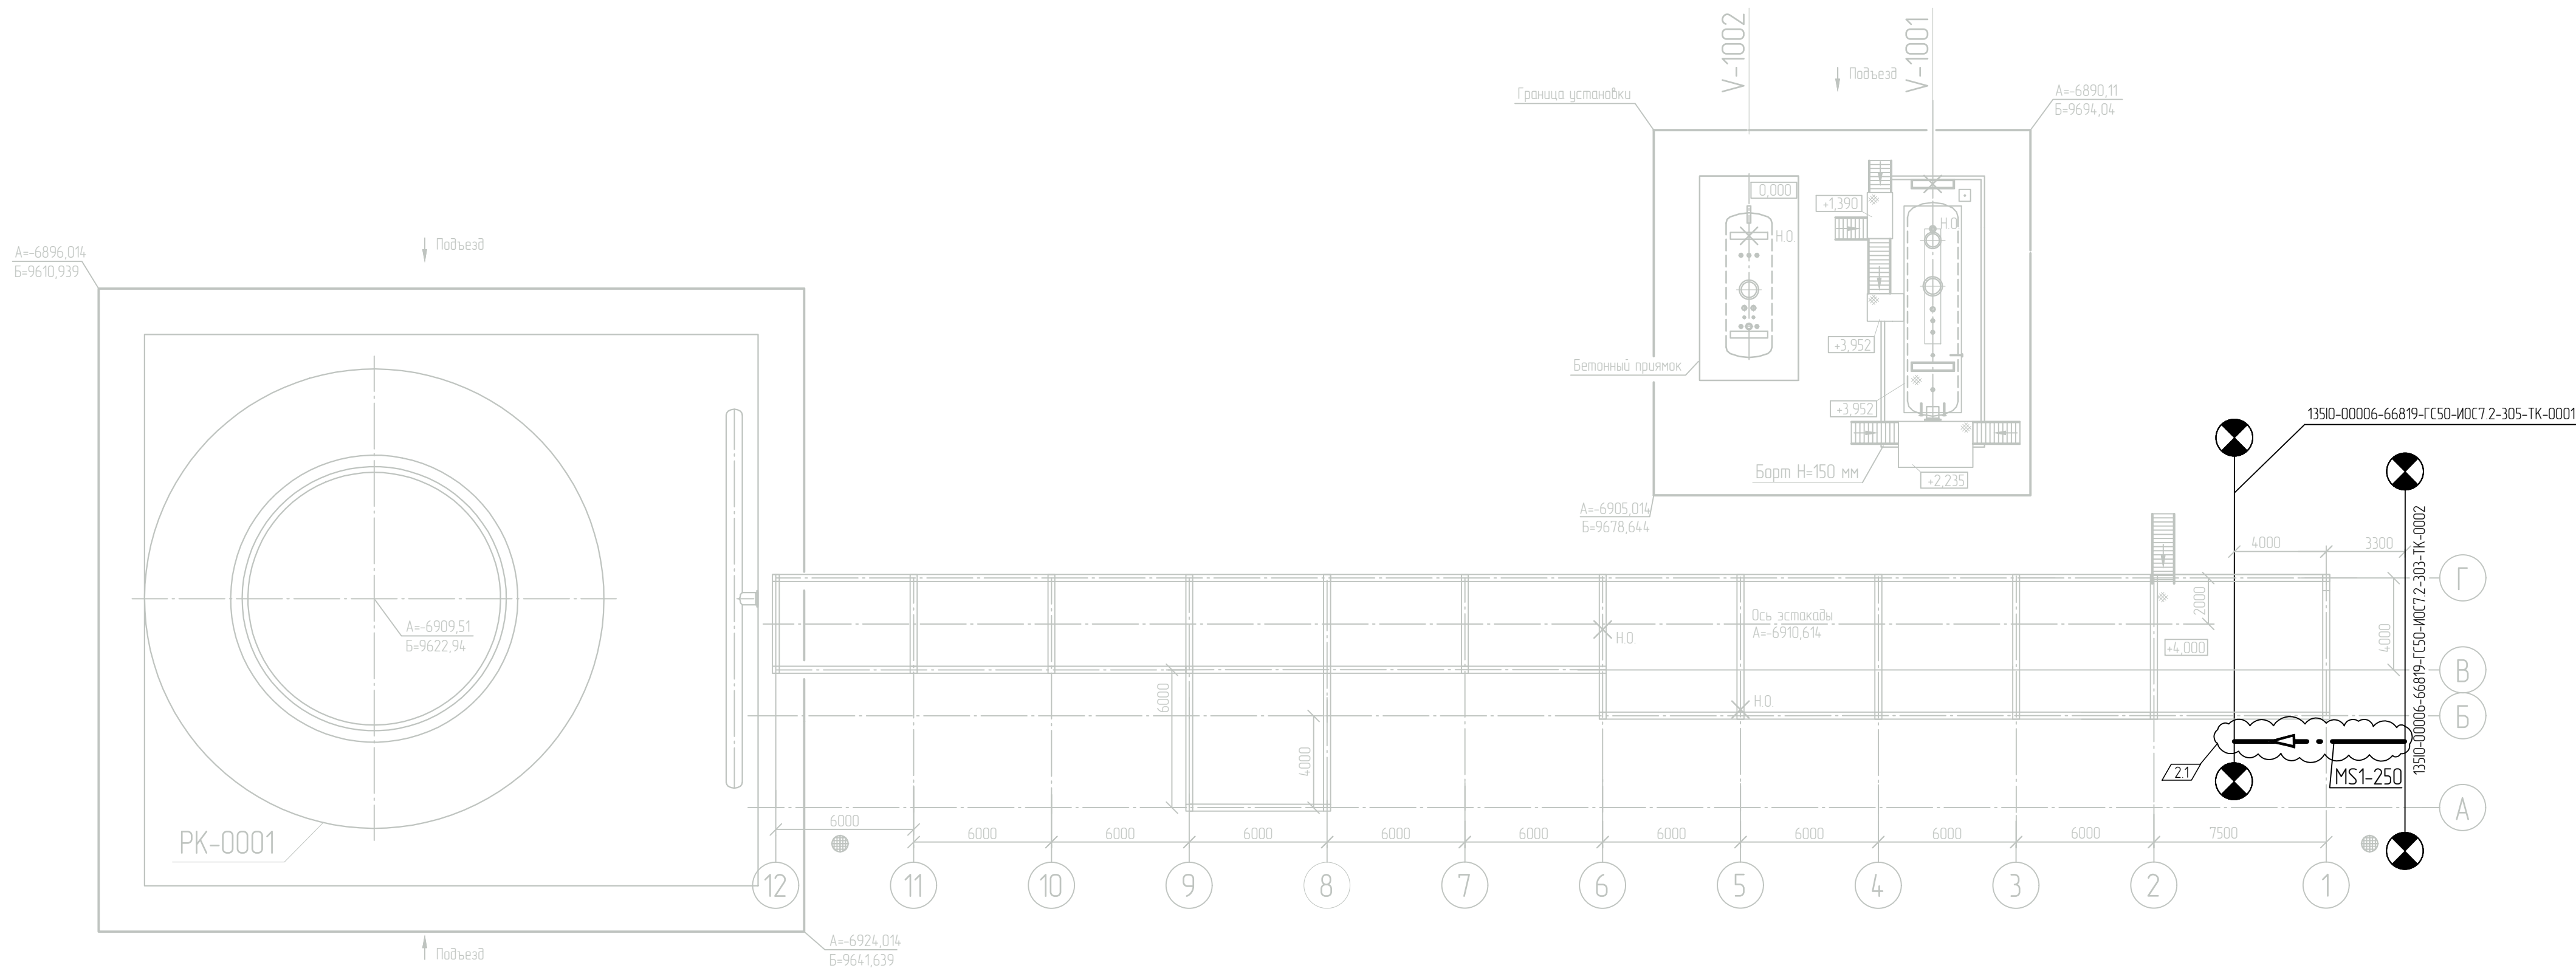 V-1002
V-1001
Подъезд
Граница установки
А=-6890,11
Б=9694,04
0,000
+1,390
Н.О
Н.О
Подъезд
А=-6896,014
Б=9610,939
+3,952
Бетонный приямок
+3,952
13510-00006-66819-ГС50-ИОС7.2-305-ТК-0001
Борт Н=150 мм
+2,235
А=-6905,014
Б=9678,644
13510-00006-66819-ГС50-ИОС7.2-303-ТК-0002
4000
3300
Г
2000
4000
Ось эстакады
А=-6910,614
А=-6909,51
Б=9622,94
Н.О.
+4,000
В
6000
Н.О.
Б
4000
2.1
MS1-250
А
РК-0001
6000
6000
6000
6000
6000
6000
6000
6000
6000
6000
7500
12
11
10
9
8
7
6
5
4
3
2
1
Подъезд
А=-6924,014
Б=9641,639